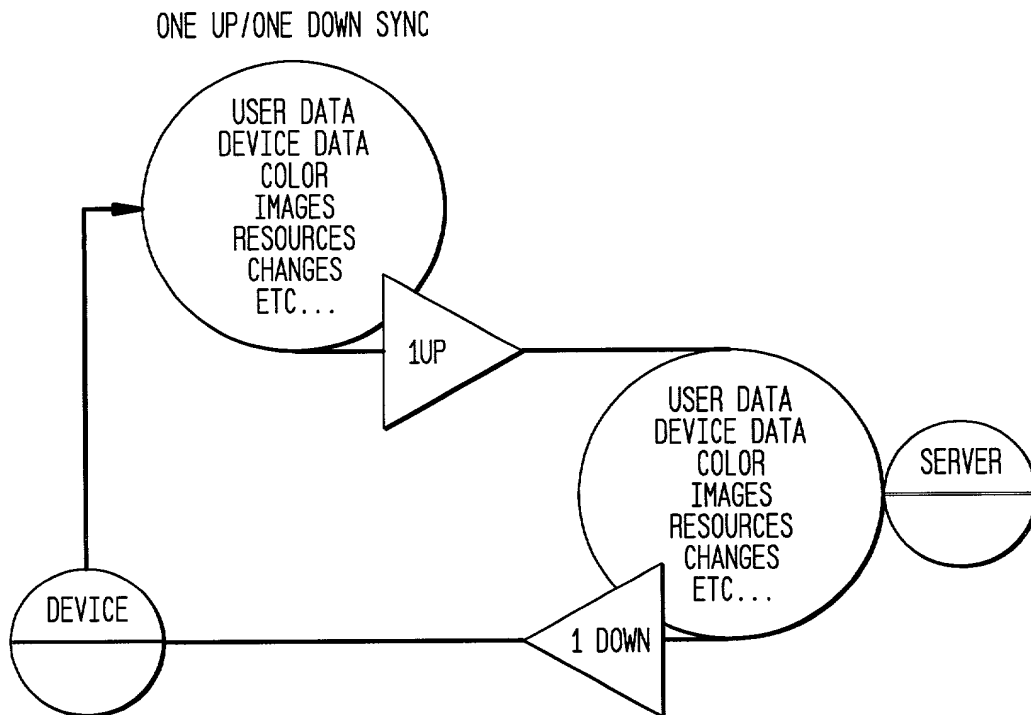 ONE UP/ONE DOWN SYNC
USER DATA
DEVICE DATA
COLOR
IMAGES
RESOURCES
CHANGES
ETC...
1UP
USER DATA
DEVICE DATA
COLOR
IMAGES
RESOURCES
CHANGES
ETC...
SERVER
DEVICE
1 DOWN